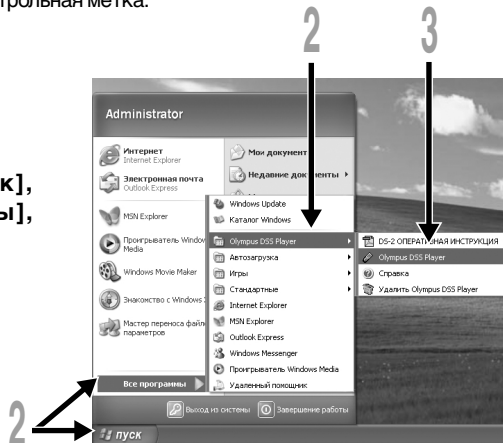 трольная метка.
2
3
к],
ы],
Administrator
Интернет
Internet Explorer
Электронная почта
Outlook Express
MSN Explorer
Проигрыватель Window
Media
Windows Movie Maker
Знакомство с Windows
Мастер переноса файл
параметров
Все программы
Мои документ
Недавние документы
Windows Update
Каталог Windows
Olympus DSS Player
Автозагрузка
Игры
Стандартные
Internet Explorer
MSN Explorer
Outlook Express
Windows Messenger
Проигрыватель Windows Media
Удаленный помощник
DS-2 ОПЕРАТИВНАЯ ИНСТРУКЦИЯ
Olympus DSS Player
Справка
Удалить Olympus DSS Player
Выход из системы
Завершение работы
2
пуск